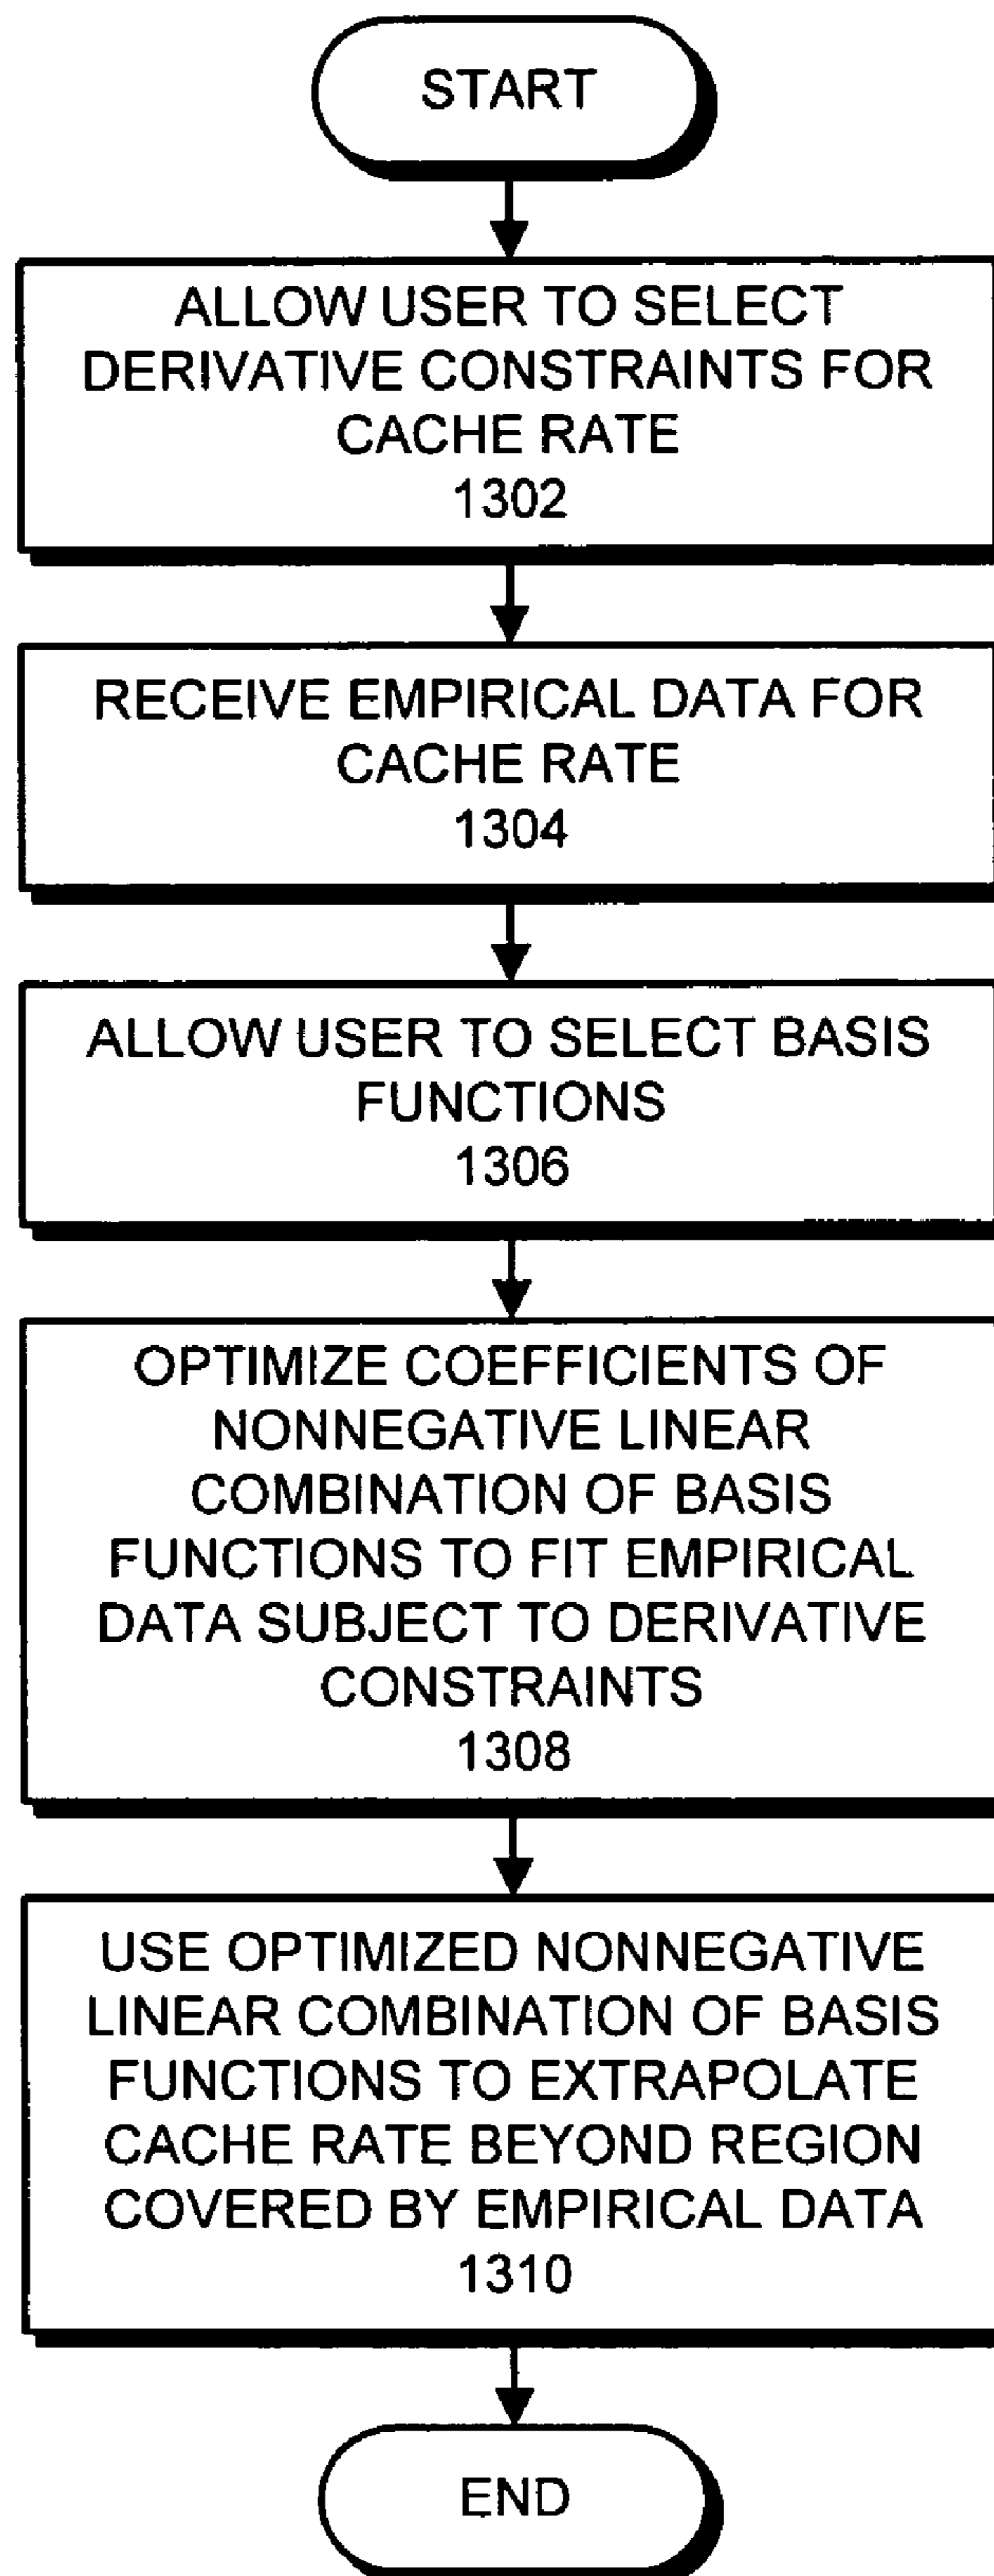 START
ALLOW USER TO SELECT
DERIVATIVE CONSTRAINTS FOR
CACHE RATE
1302
RECEIVE EMPIRICAL DATA FOR
CACHE RATE
1304
ALLOW USER TO SELECT BASIS
FUNCTIONS
1306
OPTIMIZE COEFFICIENTS OF
NONNEGATIVE LINEAR
COMBINATION OF BASIS
FUNCTIONS TO FIT EMPIRICAL
DATA SUBJECT TO DERIVATIVE
CONSTRAINTS
1308
USE OPTIMIZED NONNEGATIVE
LINEAR COMBINATION OF BASIS
FUNCTIONS TO EXTRAPOLATE
CACHE RATE BEYOND REGION
COVERED BY EMPIRICAL DATA
1310
END